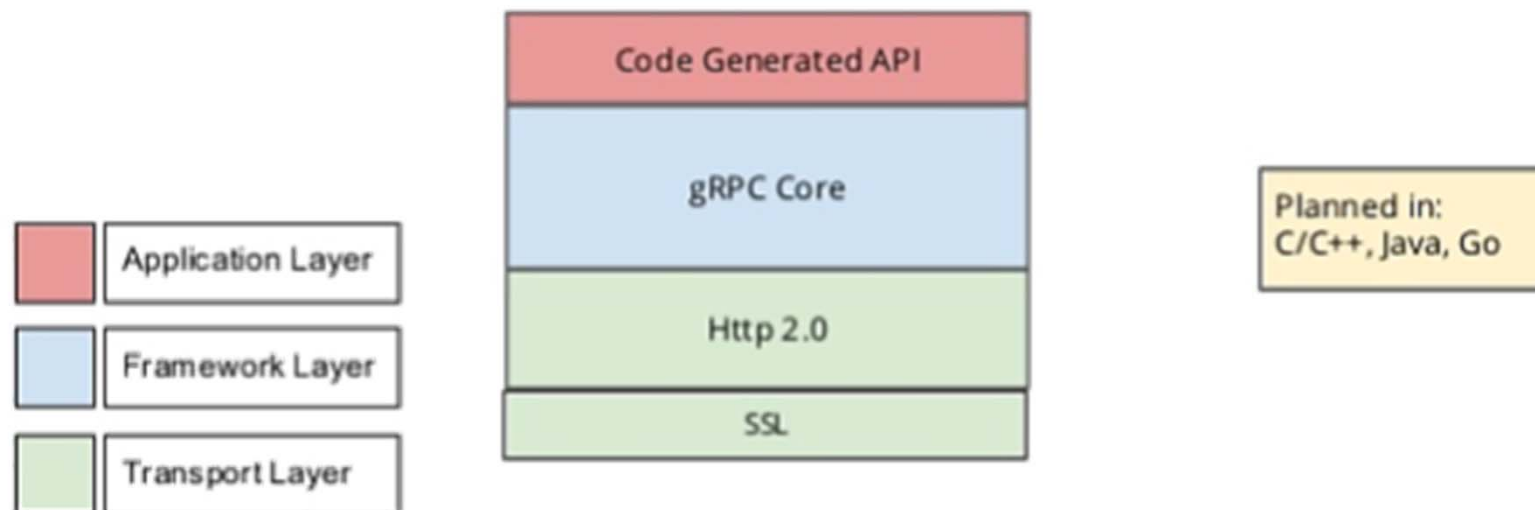 Code Generated API
gRPC Core
Http 2.0
SSL
Application Layer
Framework Layer
Transport Layer
Planned in:
C/C++, Java, Go